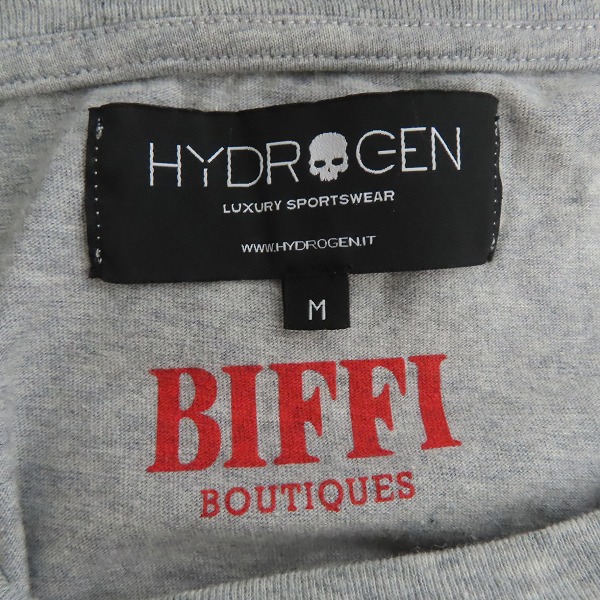 HYDROGEN
LUXURY SPORTSWEAR
WWW.HYDROGEN.IT
M
BIFFI
BOUTIQUES